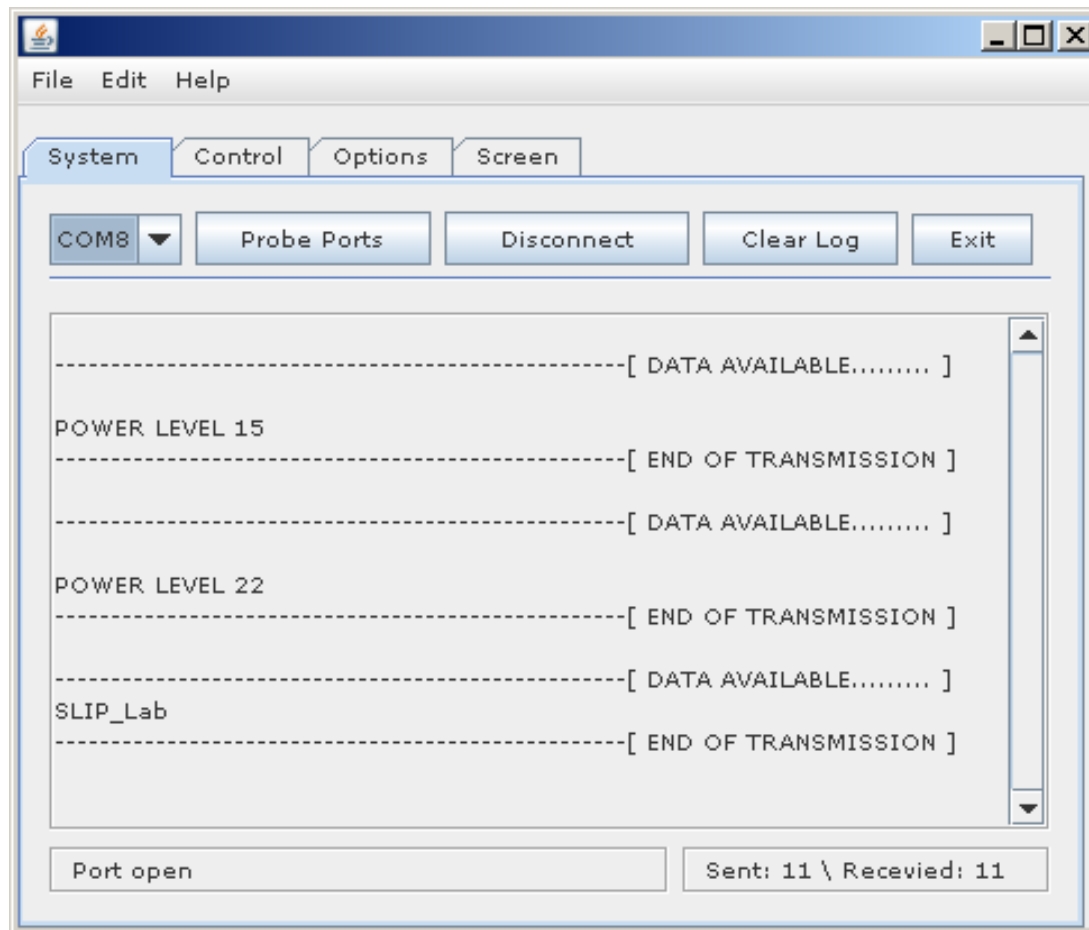 File Edit Help
System Control Options Screen
COM8 Probe Ports Disconnect Clear Log Exit
------------------------------------------------[ DATA AVAILABLE......... ]
POWER LEVEL 15
------------------------------------------------[ END OF TRANSMISSION ]
------------------------------------------------[ DATA AVAILABLE......... ]
POWER LEVEL 22
------------------------------------------------[ END OF TRANSMISSION ]
------------------------------------------------[ DATA AVAILABLE......... ]
SLIP_Lab
------------------------------------------------[ END OF TRANSMISSION ]
Port open Sent: 11 \ Recevied: 11